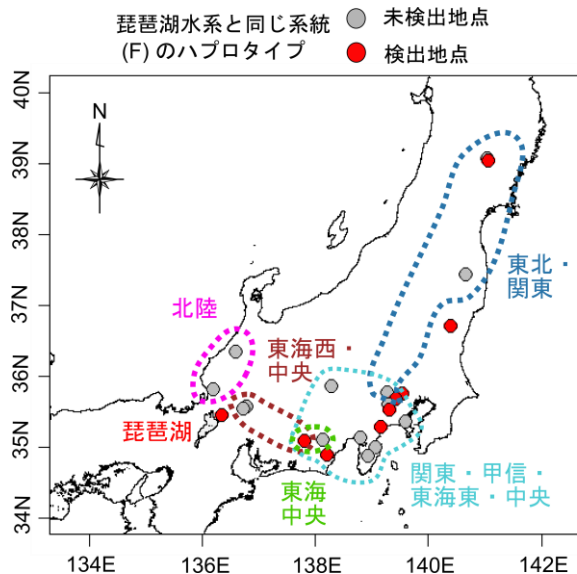 琵琶湖水系と同じ系統
(F) のハプロタイプ
未検出地点
検出地点
N
40N
39N
38N
37N
36N
35N
34N
東北・
関東
北陸
東海西・
中央
琵琶湖
東海
中央
関東・甲信・
東海東・中央
134E
136E
138E
140E
142E